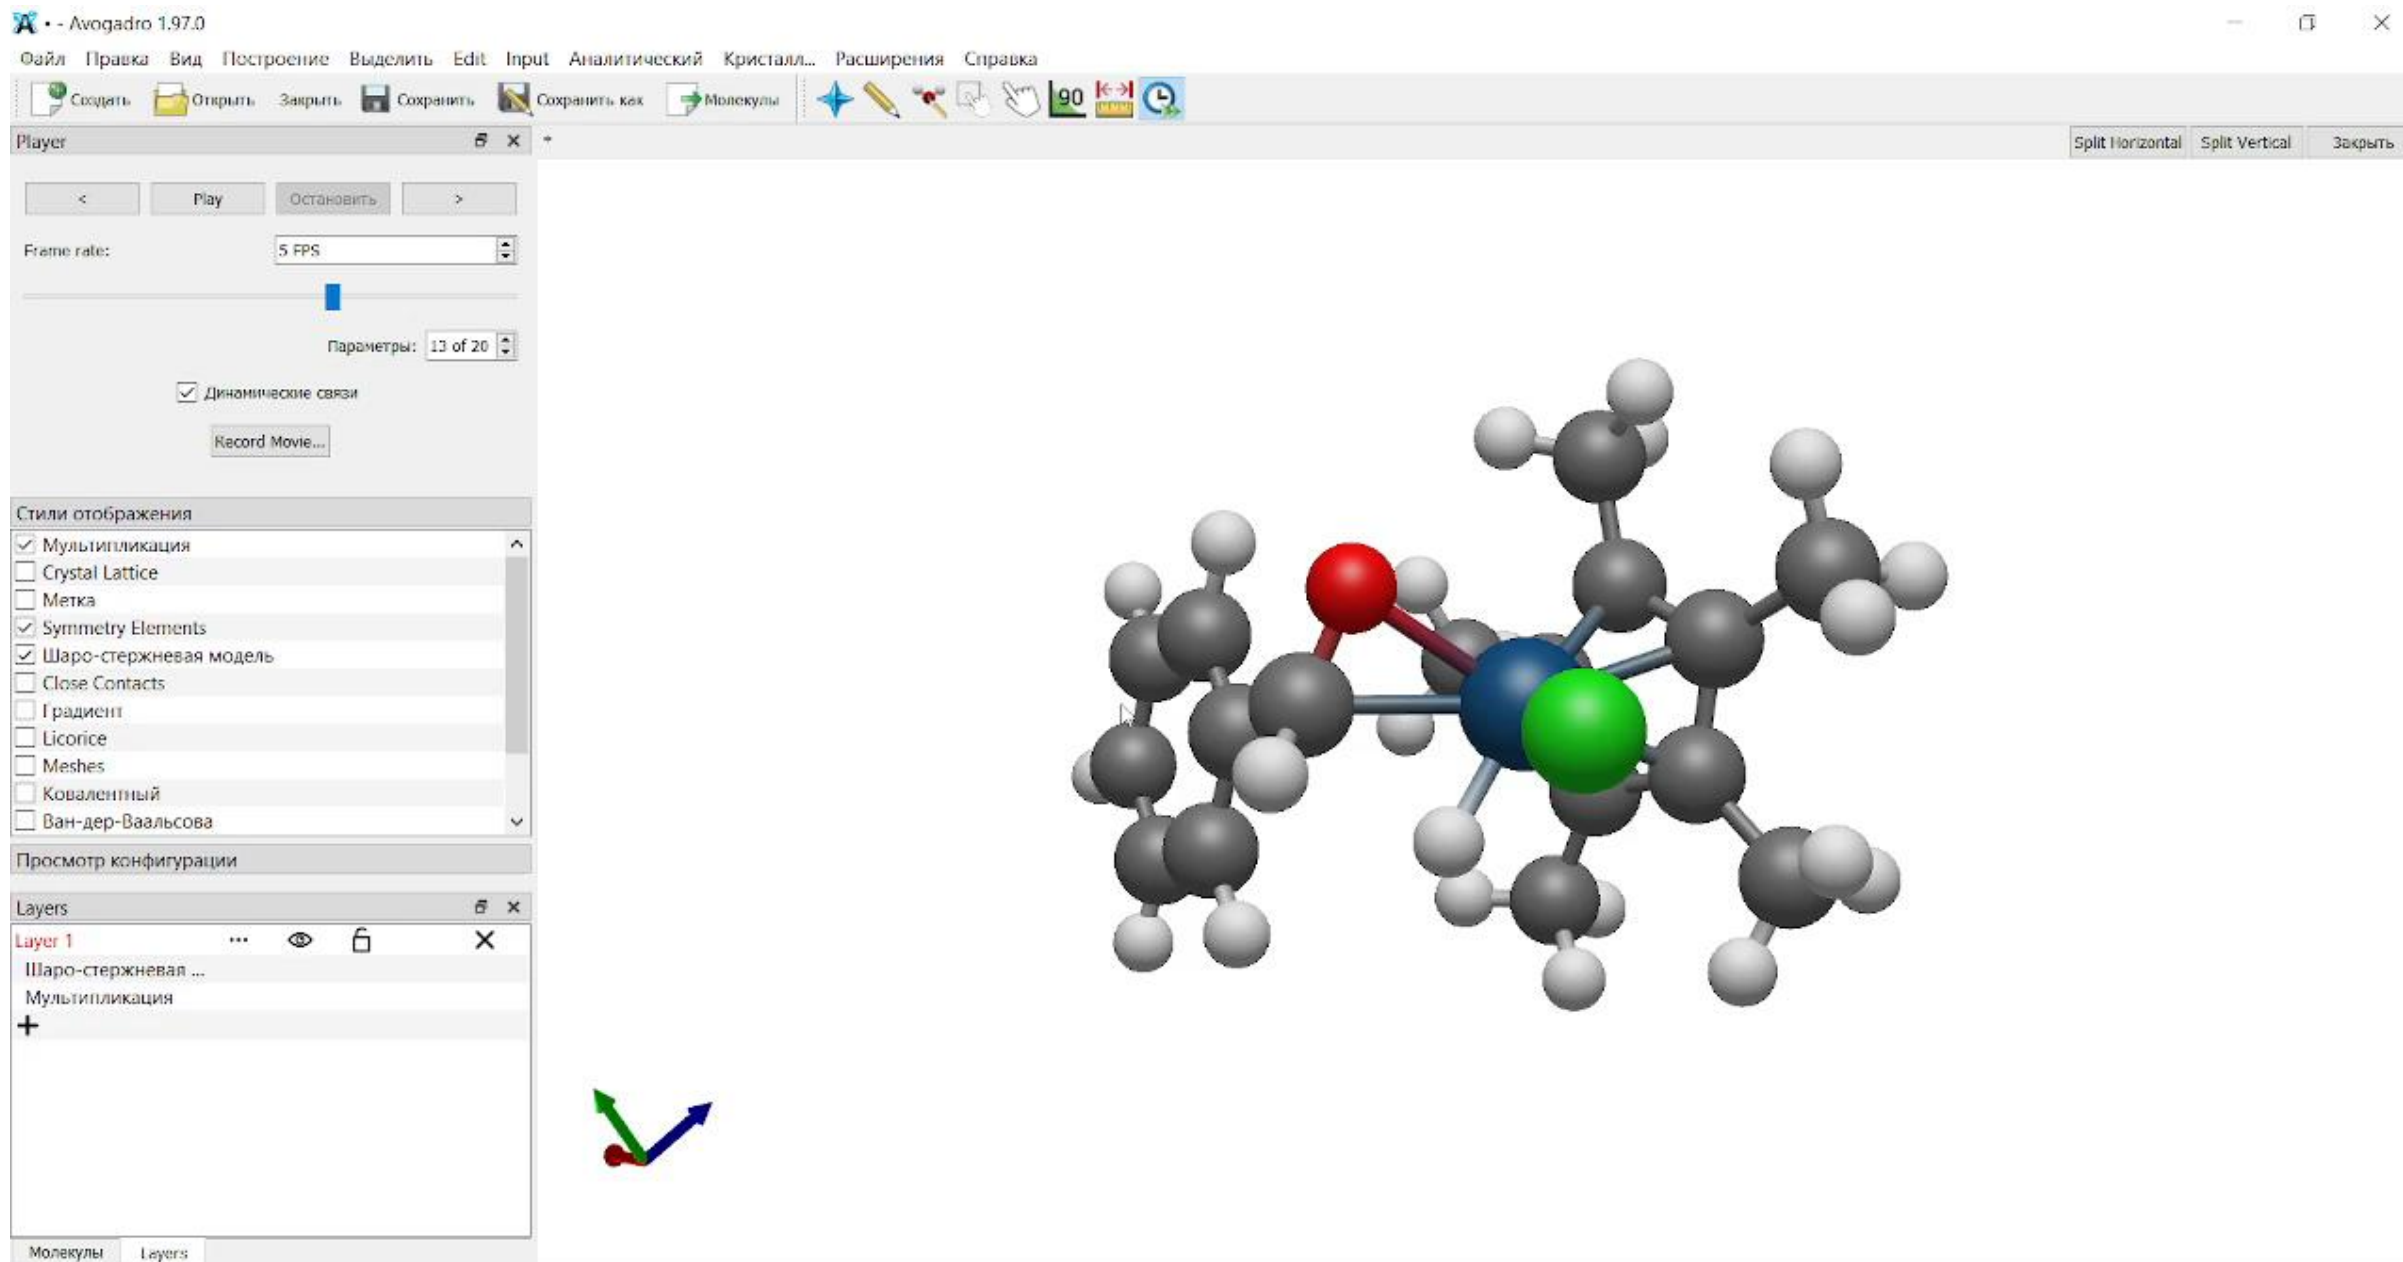 • - Avogadro 1.97.0
Файл Правка Вид Построение Выделить Edit Input Аналитический Кристалл... Расширения Справка
Создать Открыть Закрыть Сохранить Сохранить как Молекулы 90
Player
Split Horizontal Split Vertical Закрыть
< Play Остановить >
Frame rate: 5 FPS
Параметры: 13 of 20
Динамические связи
Record Movie...
Стили отображения
Мультипликация
Crystal Lattice
Метка
Symmetry Elements
Шаро-стержневая модель
Close Contacts
Градиент
Licorice
Meshes
Ковалентный
Ван-дер-Ваальсова
Просмотр конфигурации
Layers
Layer 1 ...
Шаро-стержневая ...
Мультипликация
Молекулы Layers